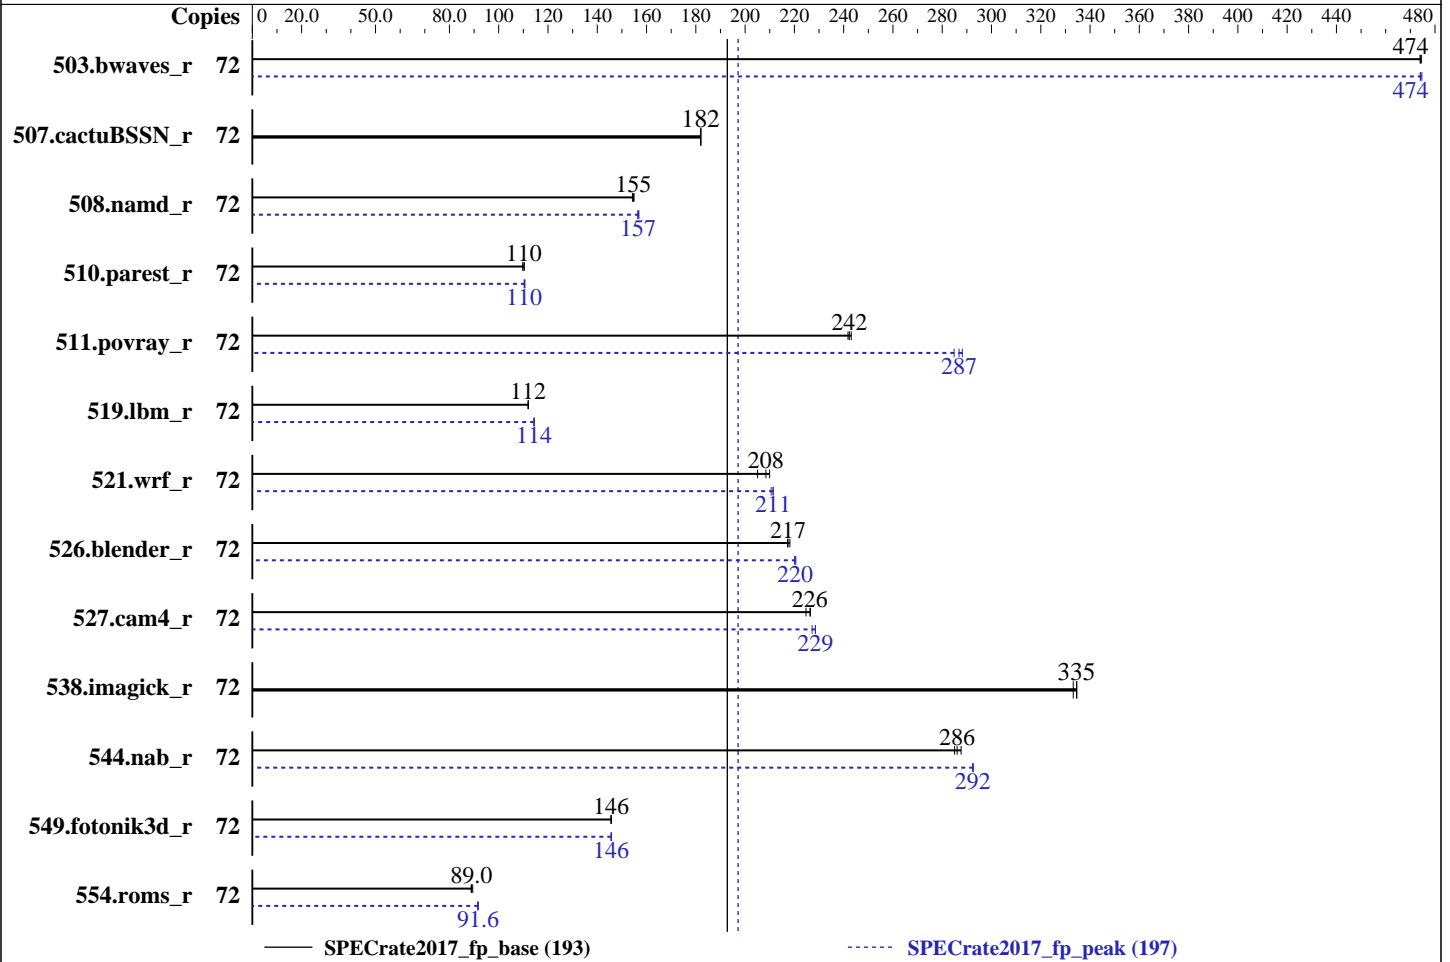 Copies 0 20.0 50.0 80.0 100 120 140 160 180 200 220 240 260 280 300 320 340 360 380 400 420 440 480
503.bwaves_r 72 474
474
507.cactuBSSN_r 72 182
508.namd_r 72 155
157
510.parest_r 72 110
110
511.povray_r 72 242
287
519.lbm_r 72 112
114
521.wrf_r 72 208
211
526.blender_r 72 217
220
527.cam4_r 72 226
229
538.imagick_r 72 335
544.nab_r 72 286
292
549.fotonik3d_r 72 146
146
554.roms_r 72 89.0
91.6
SPECrate2017_fp_base (193) SPECrate2017_fp_peak (197)